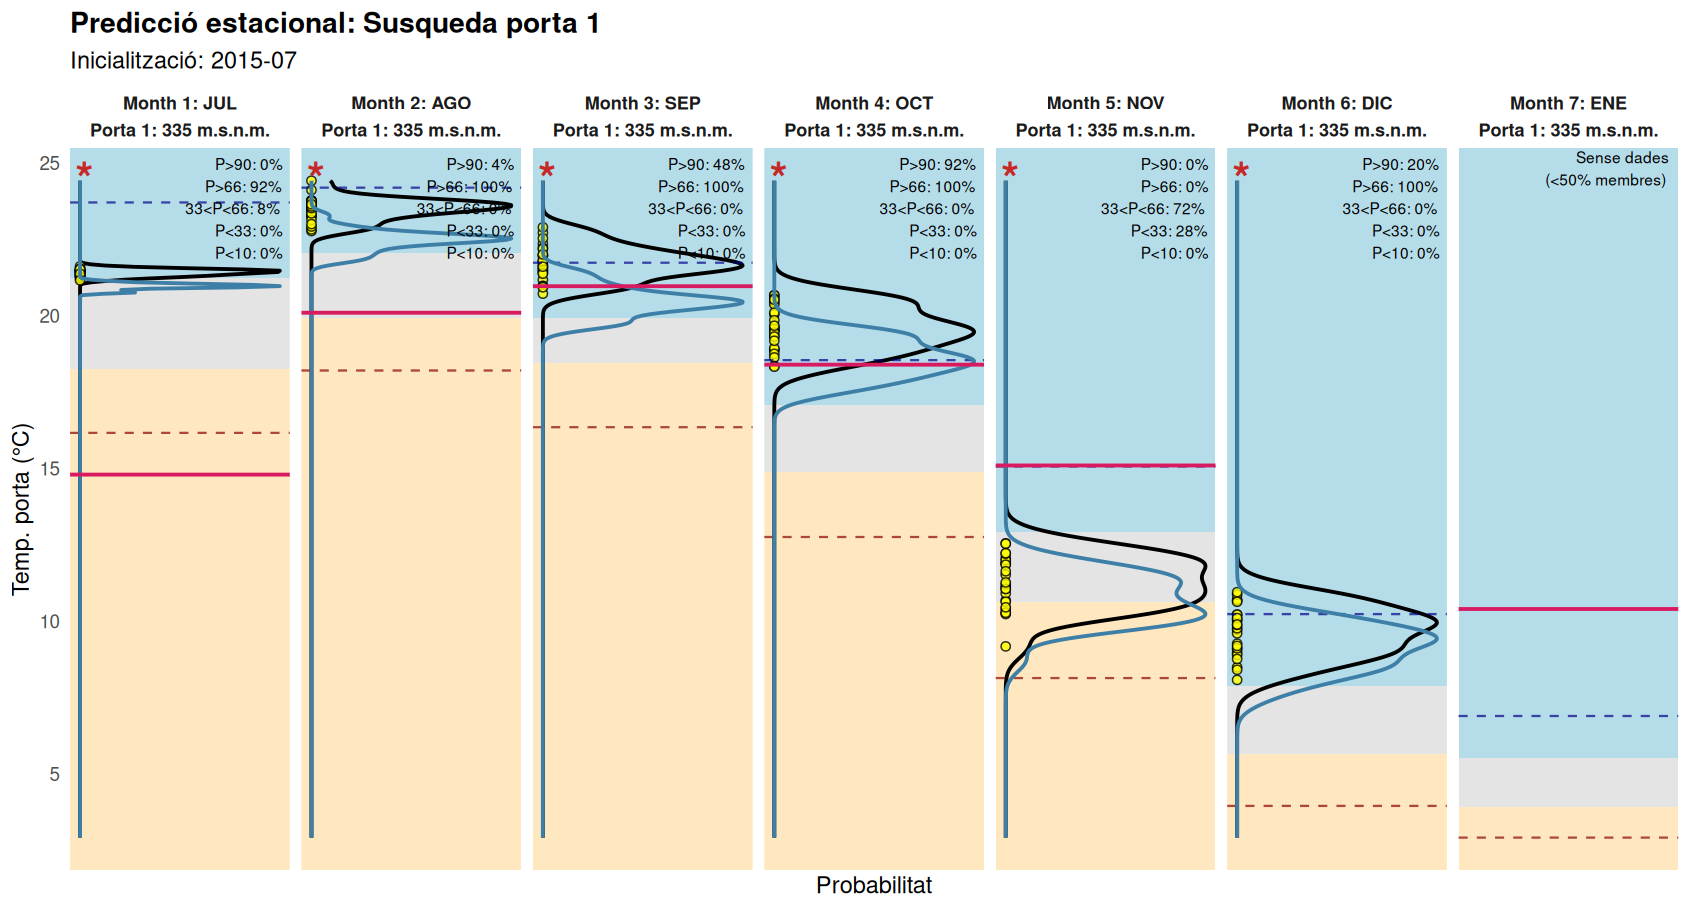 Predicció estacional: Susqueda porta 1
Inicialització: 2015-07
Month 1: JUL
Porta 1: 335 m.s.n.m.
Month 2: AGO
Porta 1: 335 m.s.n.m.
Month 3: SEP
Porta 1: 335 m.s.n.m.
Month 4: OCT
Porta 1: 335 m.s.n.m.
Month 5: NOV
Porta 1: 335 m.s.n.m.
Month 6: DIC
Porta 1: 335 m.s.n.m.
Month 7: ENE
Porta 1: 335 m.s.n.m.
Temp. porta (°C)
25
20
15
10
5
*
P>90: 0%
P>66: 92%
33<P<66: 8%
P<33: 0%
P<10: 0%
*
P>90: 4%
P>66: 100%
33<P<66: 0%
P<33: 0%
P<10: 0%
*
P>90: 48%
P>66: 100%
33<P<66: 0%
P<33: 0%
P<10: 0%
*
P>90: 92%
P>66: 100%
33<P<66: 0%
P<33: 0%
P<10: 0%
*
P>90: 0%
P>66: 0%
33<P<66: 72%
P<33: 28%
P<10: 0%
*
P>90: 20%
P>66: 100%
33<P<66: 0%
P<33: 0%
P<10: 0%
Sense dades
(<50% membres)
Probabilitat